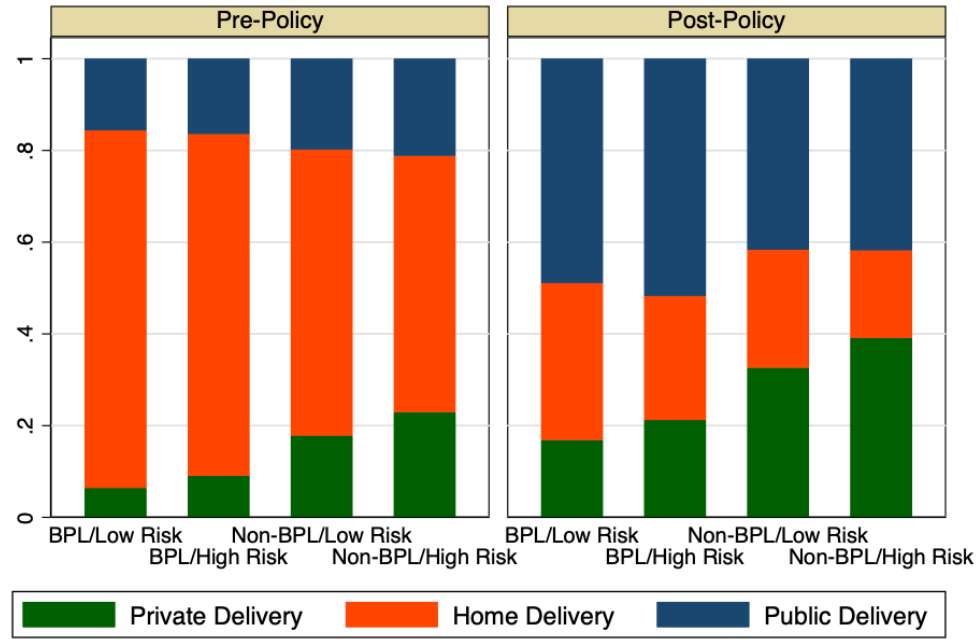 Pre-Policy Post-Policy
1
.8
.6
.4
.2
0
BPL/Low Risk Non-BPL/Low Risk BPL/Low Risk Non-BPL/Low Risk
BPL/High Risk Non-BPL/High Risk BPL/High Risk Non-BPL/High Risk
Private Delivery Home Delivery Public Delivery